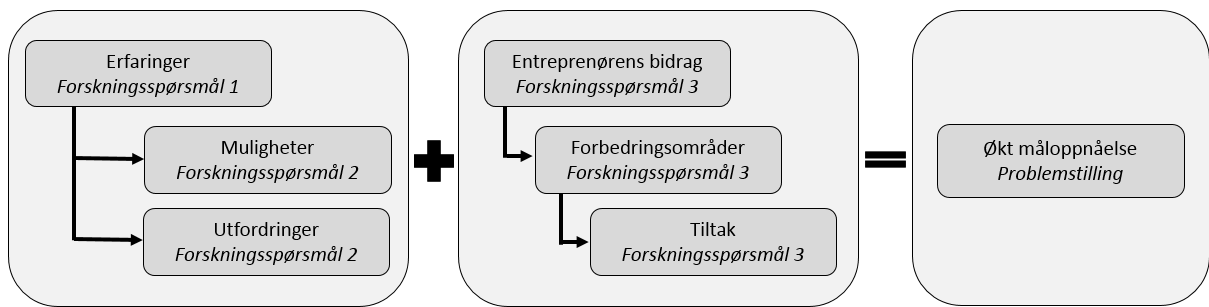 Erfaringer
Forskningsspørsmål 1
Muligheter
Forskningsspørsmål 2
Utfordringer
Forskningsspørsmål 2
+
Entreprenørens bidrag
Forskningsspørsmål 3
Forbedringsområder
Forskningsspørsmål 3
Tiltak
Forskningsspørsmål 3
=
Økt måloppnåelse
Problemstilling